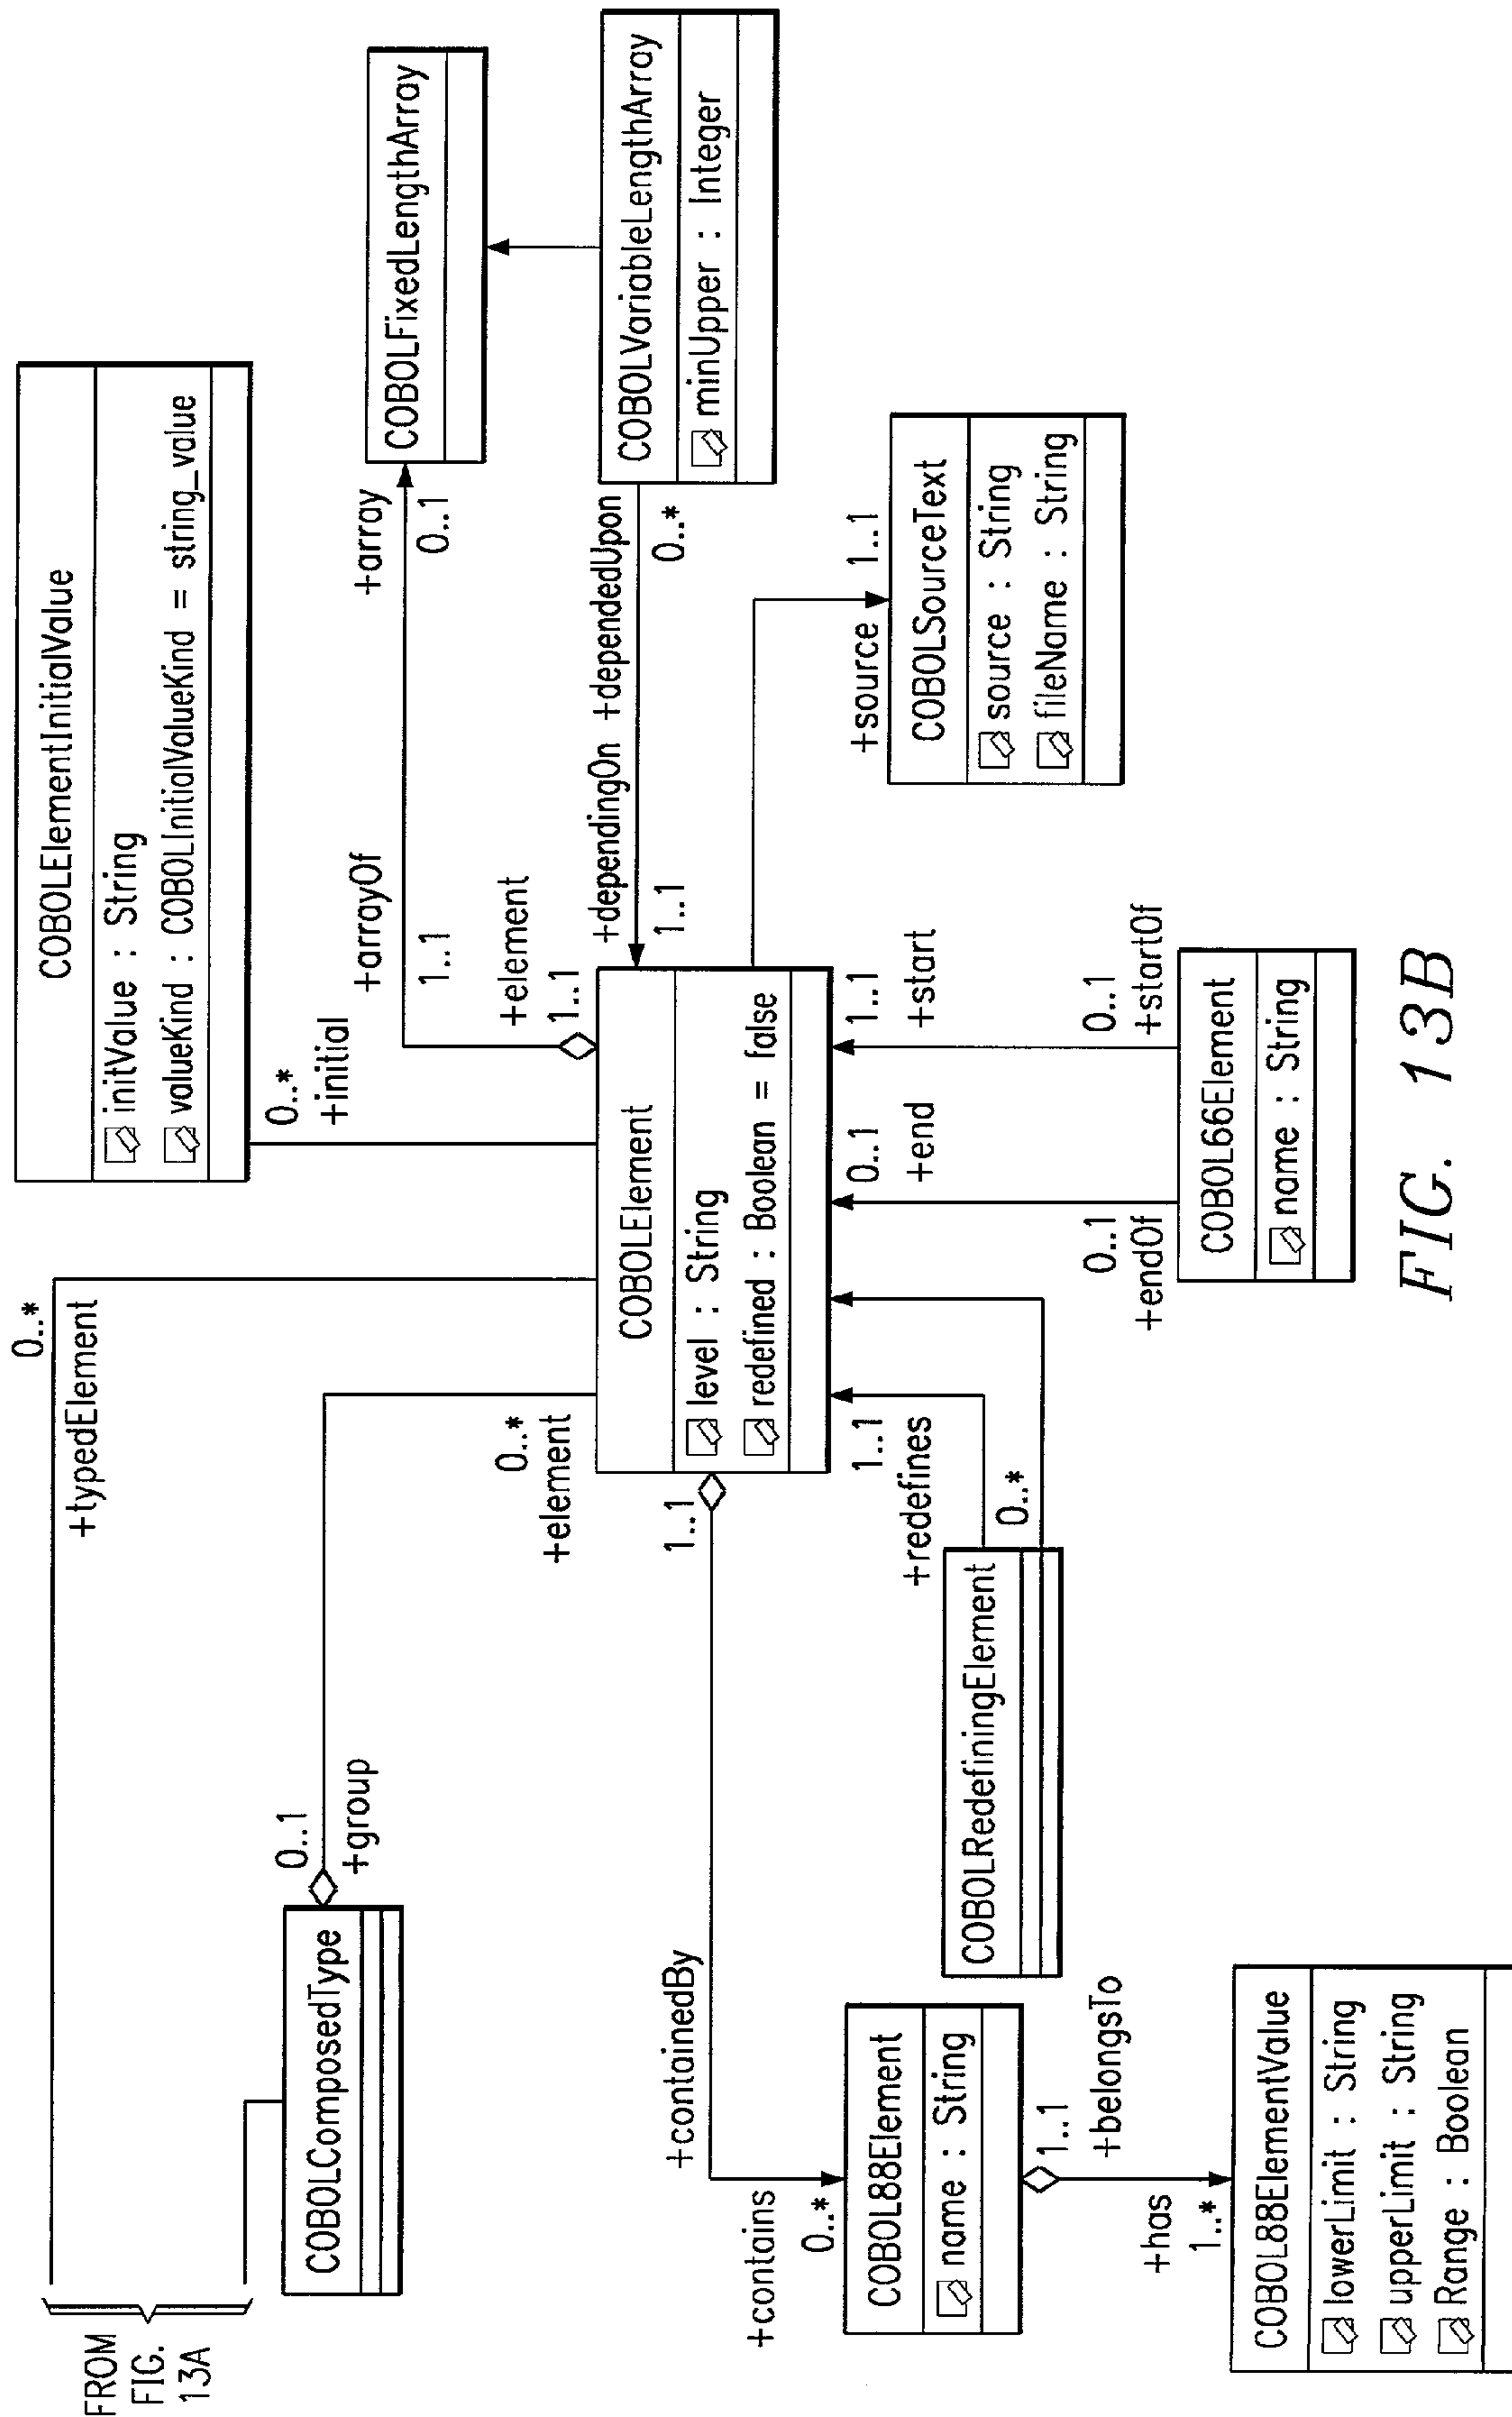 FROM
FIG.
13A
0..*
+typedElement
COBOLElementInitialValue
initValue : String
valueKind : COBOLInitialValueKind = string_value
0..*
+initial
COBOLComposedType
0..1
+group
0..*
+element
+arrayOf
1..1
+array
0..1
COBOLFixedLengthArray
+element
1..1
COBOLElement
level : String
redefined : Boolean = false
+dependingOn +dependedUpon
1..1
0..*
COBOLVariableLengthArray
minUpper : Integer
1..1
+containedBy
+contains
0..*
COBOL88Element
name : String
1..1
+belongsTo
+has
1..*
COBOL88ElementValue
lowerLimit : String
upperLimit : String
Range : Boolean
1..1
+redefines
0..*
COBOLRedefiningElement
0..1
+end
1..1
+start
0..1
+endOf
0..1
+startOf
COBOL66Element
name : String
+source
1..1
COBOLSourceText
source : String
fileName : String
FIG. 13B